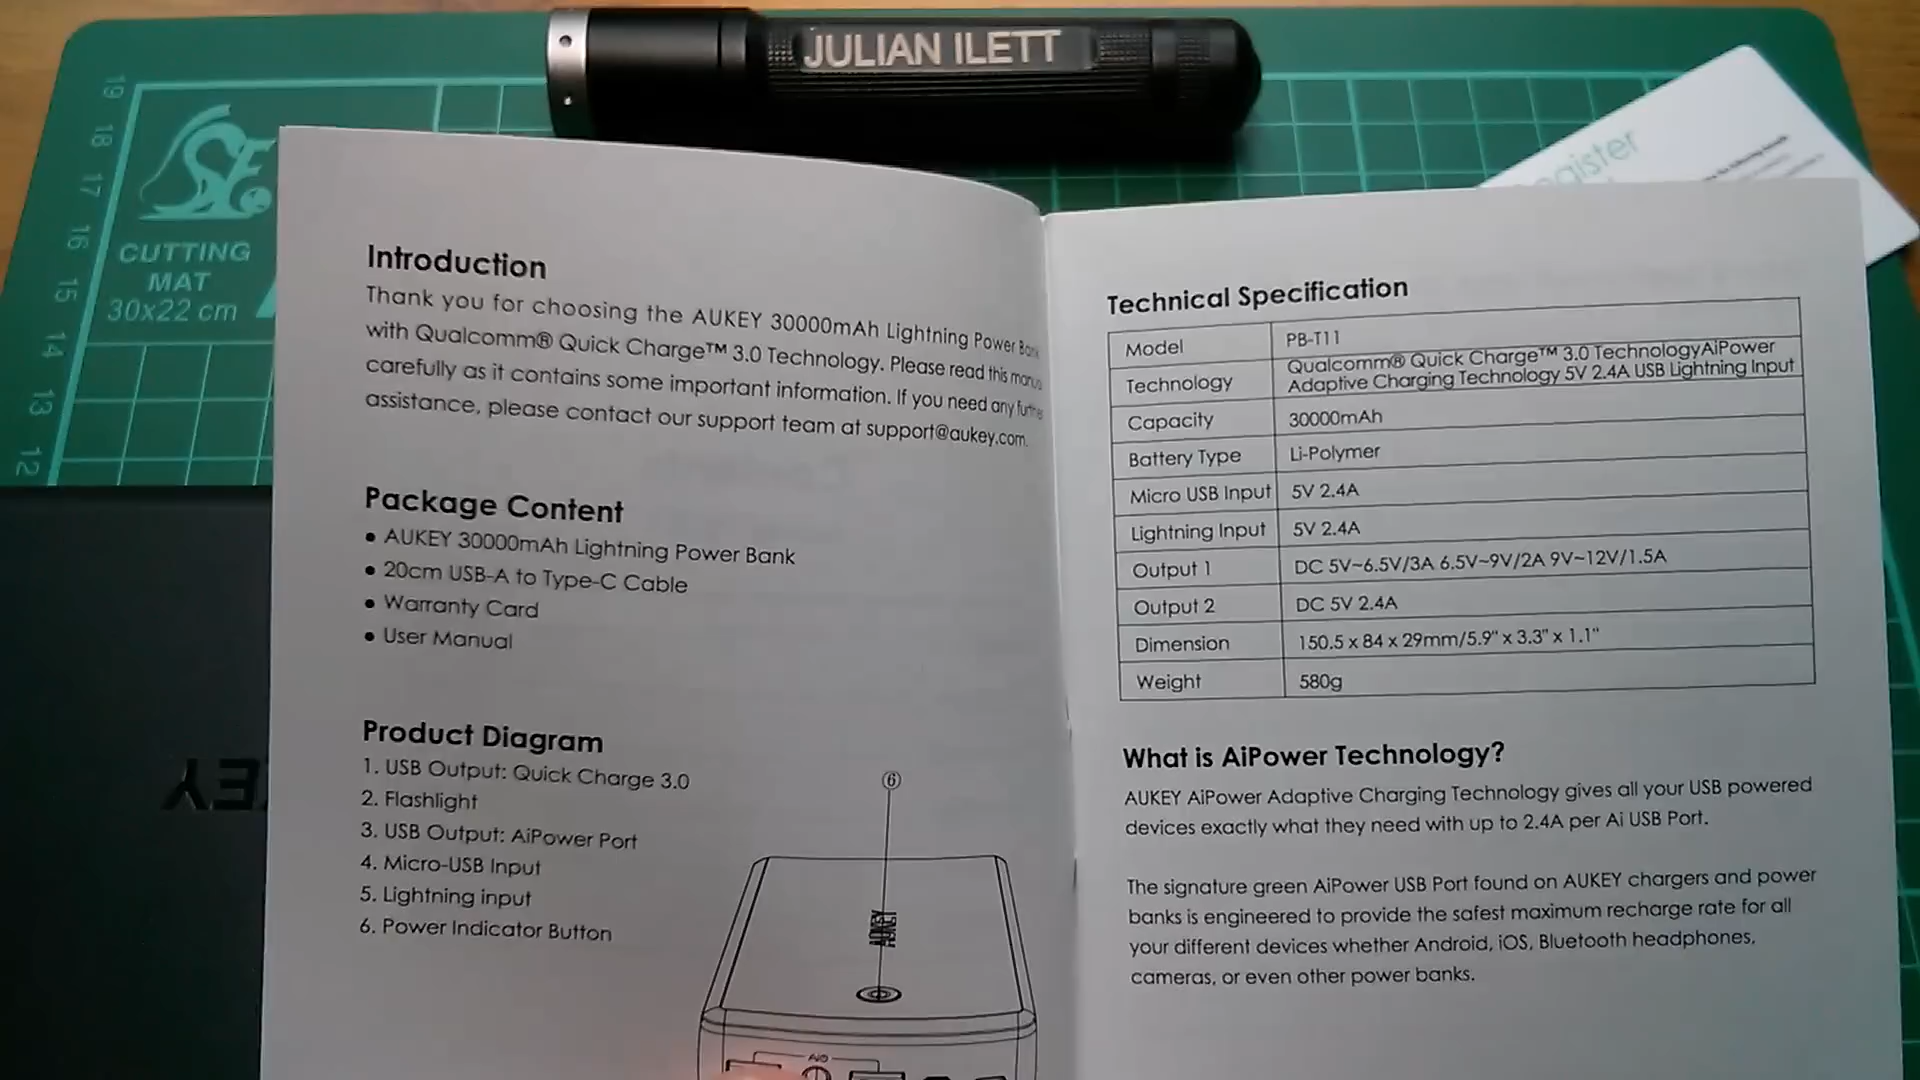 JULIAN ILETT
19
18
17
16
15
14
13
12
CUTTING
MAT
30x22 cm
Introduction
Thank you for choosing the AUKEY 30000mAh Lightning Power Bank
with Qualcomm® Quick Charge™ 3.0 Technology. Please read this manual
carefully as it contains some important information. If you need any further
assistance, please contact our support team at support@aukey.com.
Package Content
• AUKEY 30000mAh Lightning Power Bank
• 20cm USB-A to Type-C Cable
• Warranty Card
• User Manual
Product Diagram
1. USB Output: Quick Charge 3.0
2. Flashlight
3. USB Output: AiPower Port
4. Micro-USB Input
5. Lightning input
6. Power Indicator Button
⑥
AUKEY
Technical Specification
Model PB-T11
Technology Qualcomm® Quick Charge™ 3.0 TechnologyAiPower
Adaptive Charging Technology 5V 2.4A USB Lightning Input
Capacity 30000mAh
Battery Type Li-Polymer
Micro USB Input 5V 2.4A
Lightning Input 5V 2.4A
Output 1 DC 5V~6.5V/3A 6.5V~9V/2A 9V~12V/1.5A
Output 2 DC 5V 2.4A
Dimension 150.5 x 84 x 29mm/5.9" x 3.3" x 1.1"
Weight 580g
What is AiPower Technology?
AUKEY AiPower Adaptive Charging Technology gives all your USB powered
devices exactly what they need with up to 2.4A per Ai USB Port.
The signature green AiPower USB Port found on AUKEY chargers and power
banks is engineered to provide the safest maximum recharge rate for all
your different devices whether Android, iOS, Bluetooth headphones,
cameras, or even other power banks.